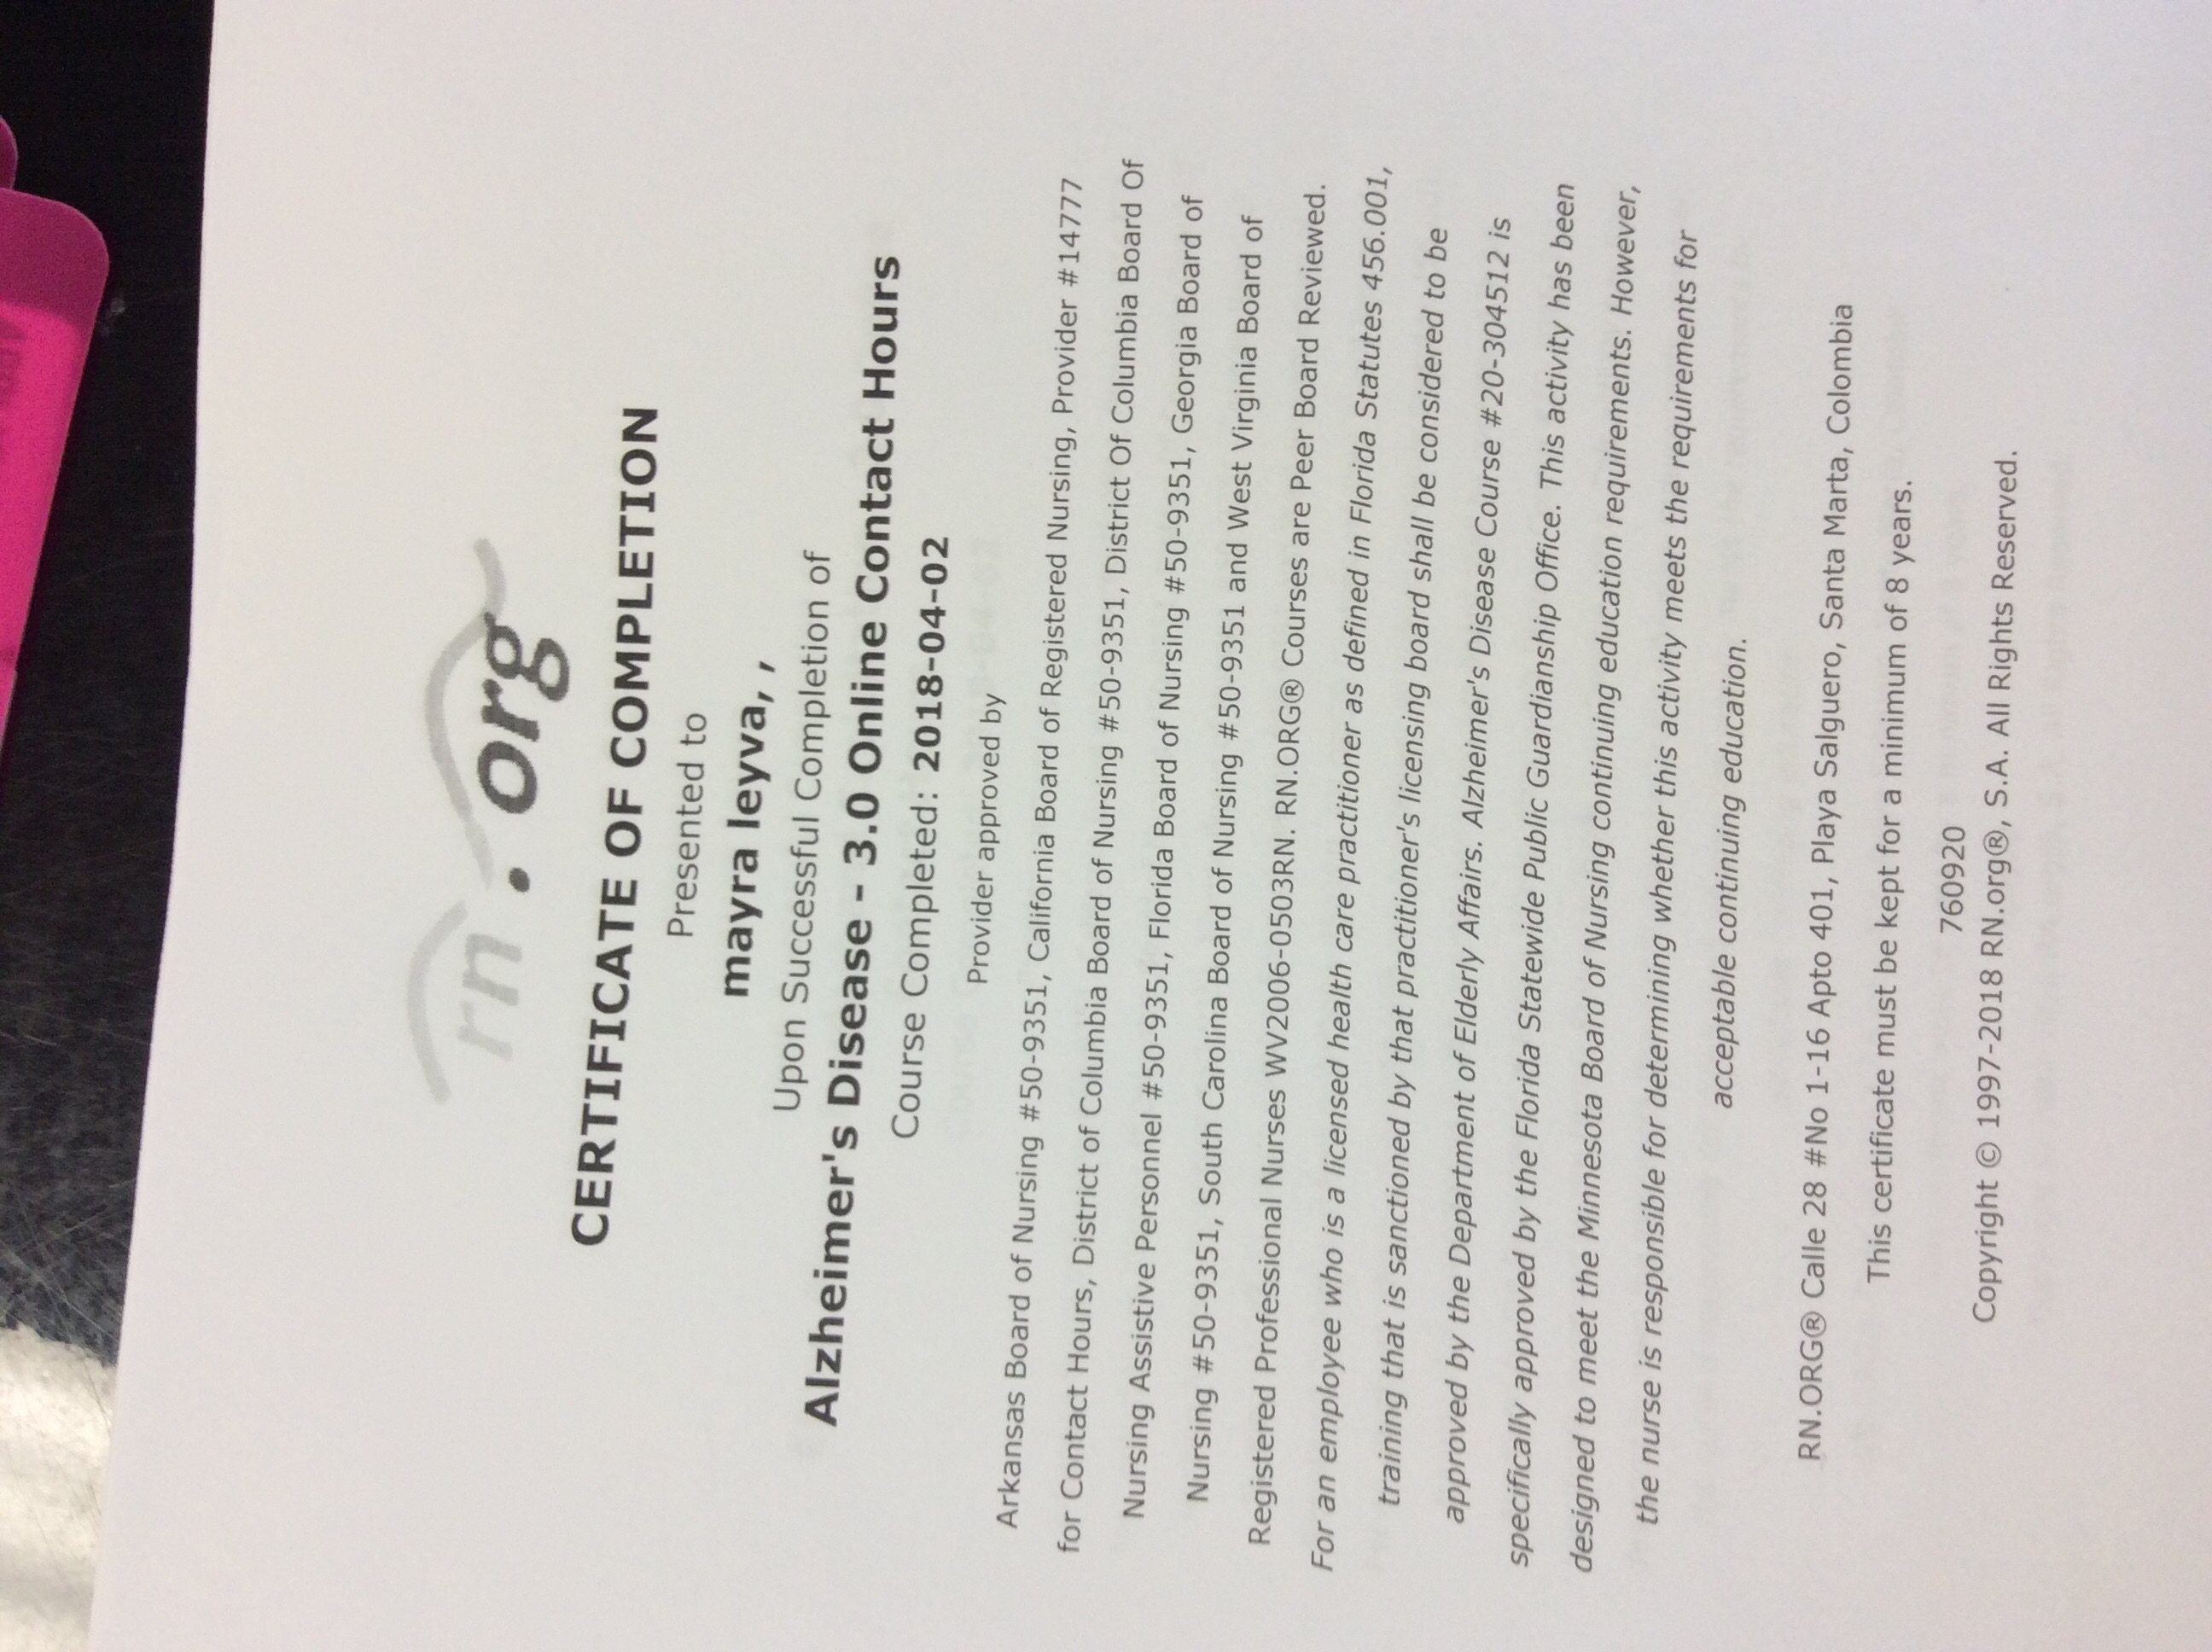 rn.org
CERTIFICATE OF COMPLETION
Presented to
mayra leyva, ,
Upon Successful Completion of
Alzheimer's Disease - 3.0 Online Contact Hours
Course Completed: 2018-04-02
Provider approved by
Arkansas Board of Nursing #50-9351, California Board of Registered Nursing, Provider #14777
for Contact Hours, District of Columbia Board of Nursing #50-9351, District Of Columbia Board Of
Nursing Assistive Personnel #50-9351, Florida Board of Nursing #50-9351, Georgia Board of
Nursing #50-9351, South Carolina Board of Nursing #50-9351 and West Virginia Board of
Registered Professional Nurses WV2006-0503RN. RN.ORG® Courses are Peer Board Reviewed.
For an employee who is a licensed health care practitioner as defined in Florida Statutes 456.001,
training that is sanctioned by that practitioner's licensing board shall be considered to be
approved by the Department of Elderly Affairs. Alzheimer's Disease Course #20-304512 is
specifically approved by the Florida Statewide Public Guardianship Office. This activity has been
designed to meet the Minnesota Board of Nursing continuing education requirements. However,
the nurse is responsible for determining whether this activity meets the requirements for
acceptable continuing education.
RN.ORG® Calle 28 #No 1-16 Apto 401, Playa Salguero, Santa Marta, Colombia
This certificate must be kept for a minimum of 8 years.
760920
Copyright © 1997-2018 RN.org®, S.A. All Rights Reserved.